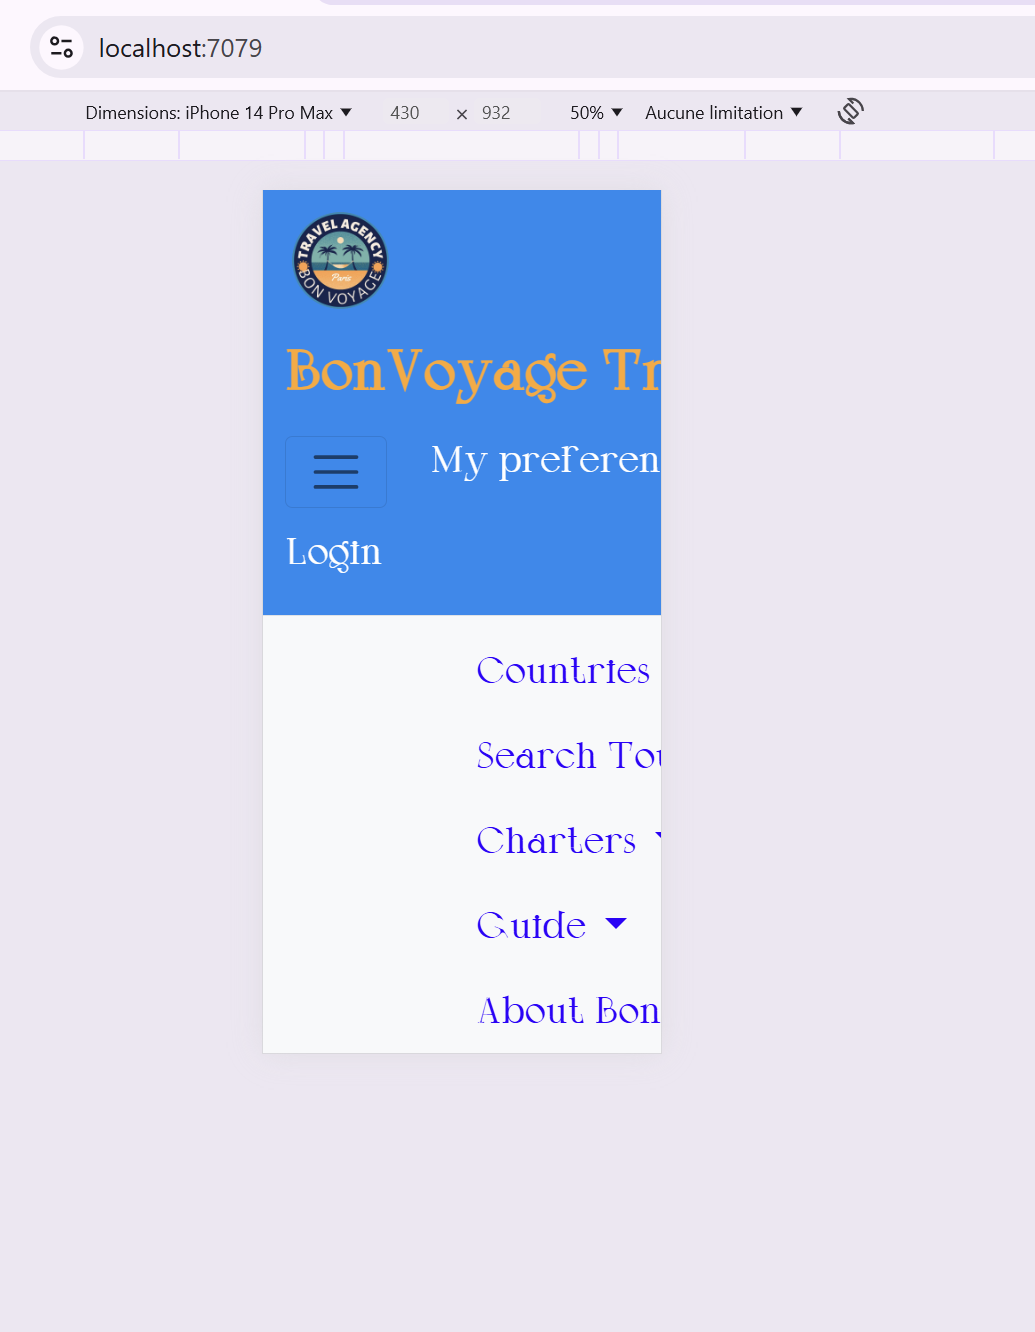 localhost:7079
Dimensions: iPhone 14 Pro Max 430 × 932 50% Aucune limitation
TRAVEL AGENCY
Paris
BON VOYAGE
BonVoyage Tr
My preferen
Login
Countries
Search Tou
Charters
Guide
About Bon